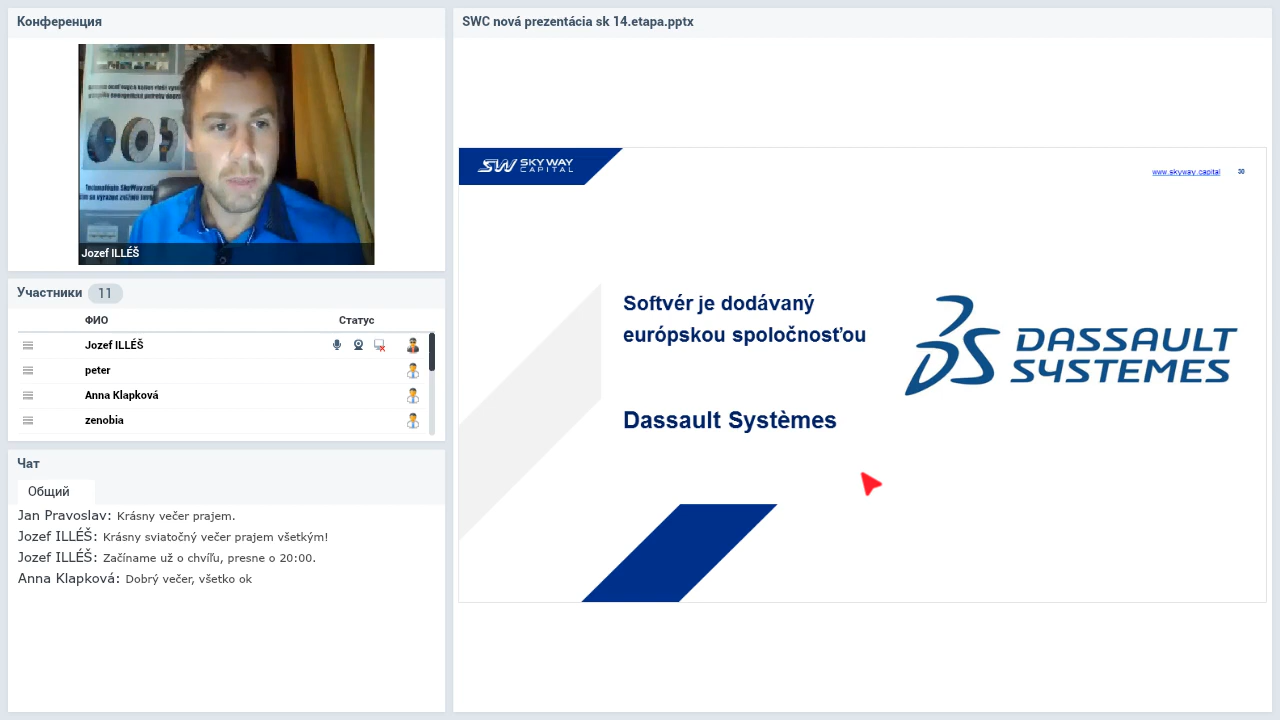 Конференция
Jozef ILLÉŠ
Участники 11
ФИО Статус
Jozef ILLÉŠ
peter
Anna Klapková
zenobia
Чат
Общий
Jan Pravoslav: Krásny večer prajem.
Jozef ILLÉŠ: Krásny sviatočný večer prajem všetkým!
Jozef ILLÉŠ: Začíname už o chvíľu, presne o 20:00.
Anna Klapková: Dobrý večer, všetko ok
SWC nová prezentácia sk 14.etapa.pptx
SW SKY WAY
CAPITAL
www.skyway.capital 30
Softvér je dodávaný
európskou spoločnosťou
Dassault Systèmes
DASSAULT
SYSTEMES